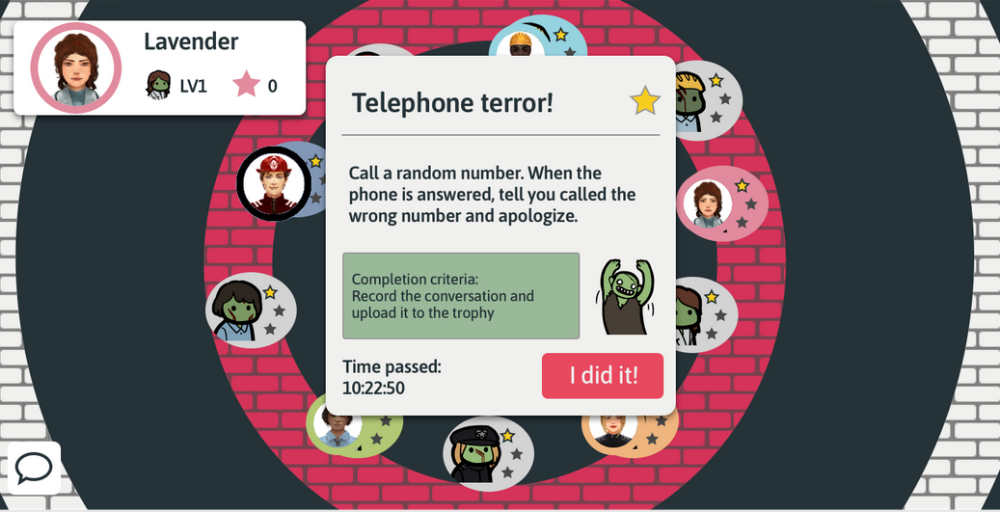 Lavender
LV1
0
Telephone terror!
Call a random number. When the
phone is answered, tell you called the
wrong number and apologize.
Completion criteria:
Record the conversation and
upload it to the trophy
Time passed:
10:22:50
I did it!